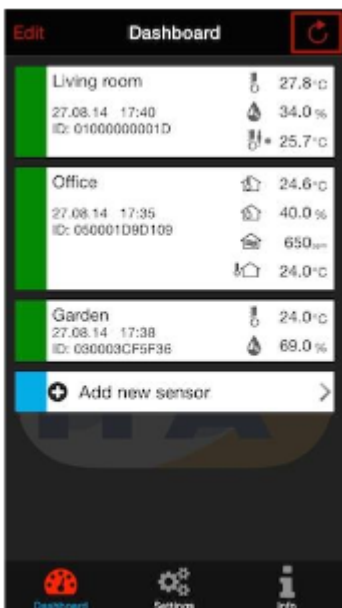 Edit Dashboard
Living room 27.8°C
27.08.14 17:40 34.0 %
ID: 01000000001D 25.7°C
Office 24.6°C
27.08.14 17:35 40.0 %
ID: 050001D9D109 650 ppm
24.0°C
Garden 24.0°C
27.08.14 17:38 69.0 %
ID: 030003CF5F36
Add new sensor
Dashboard Settings Info